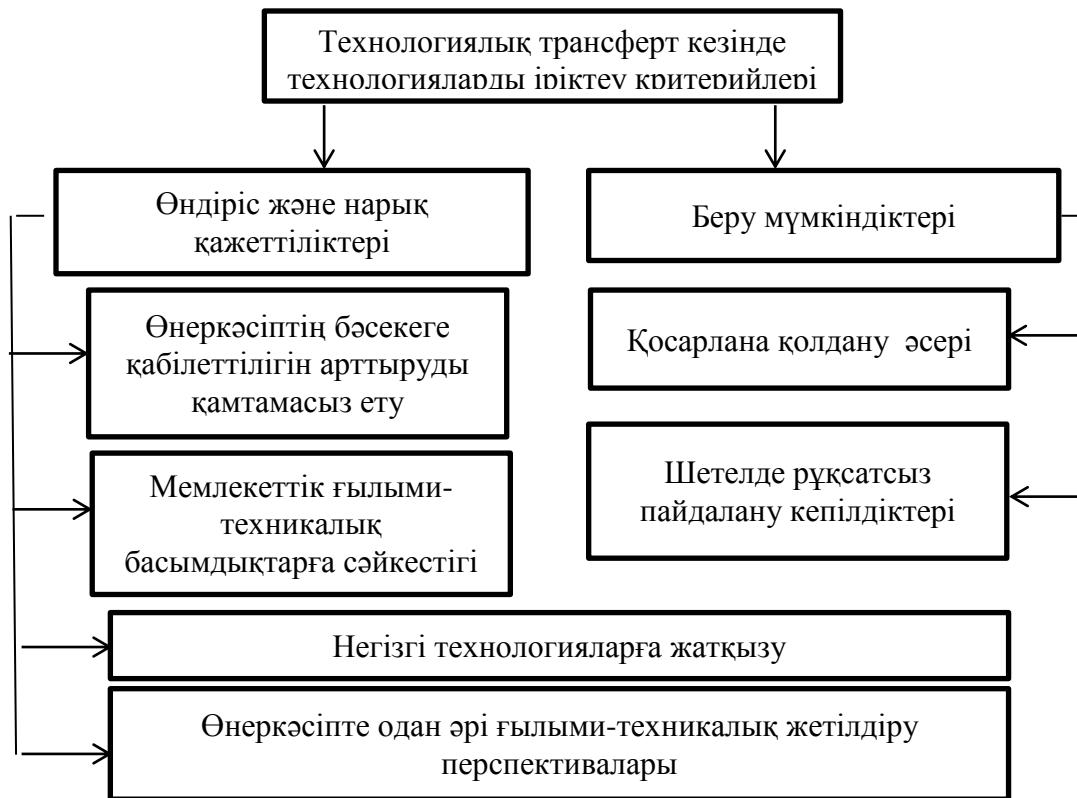 Технологиялық трансферт кезінде
технологияларды іріктеу критерийлері
Өндіріс және нарық
қажеттіліктері
Беру мүмкіндіктері
Өнеркәсіптің бәсекеге
қабілеттілігін арттыруды
қамтамасыз ету
Қосарлана қолдану әсері
Мемлекеттік ғылыми-
техникалық
басымдықтарға сәйкестігі
Шетелде рұқсатсыз
пайдалану кепілдіктері
Негізгі технологияларға жатқызу
Өнеркәсіпте одан әрі ғылыми-техникалық жетілдіру
перспективалары